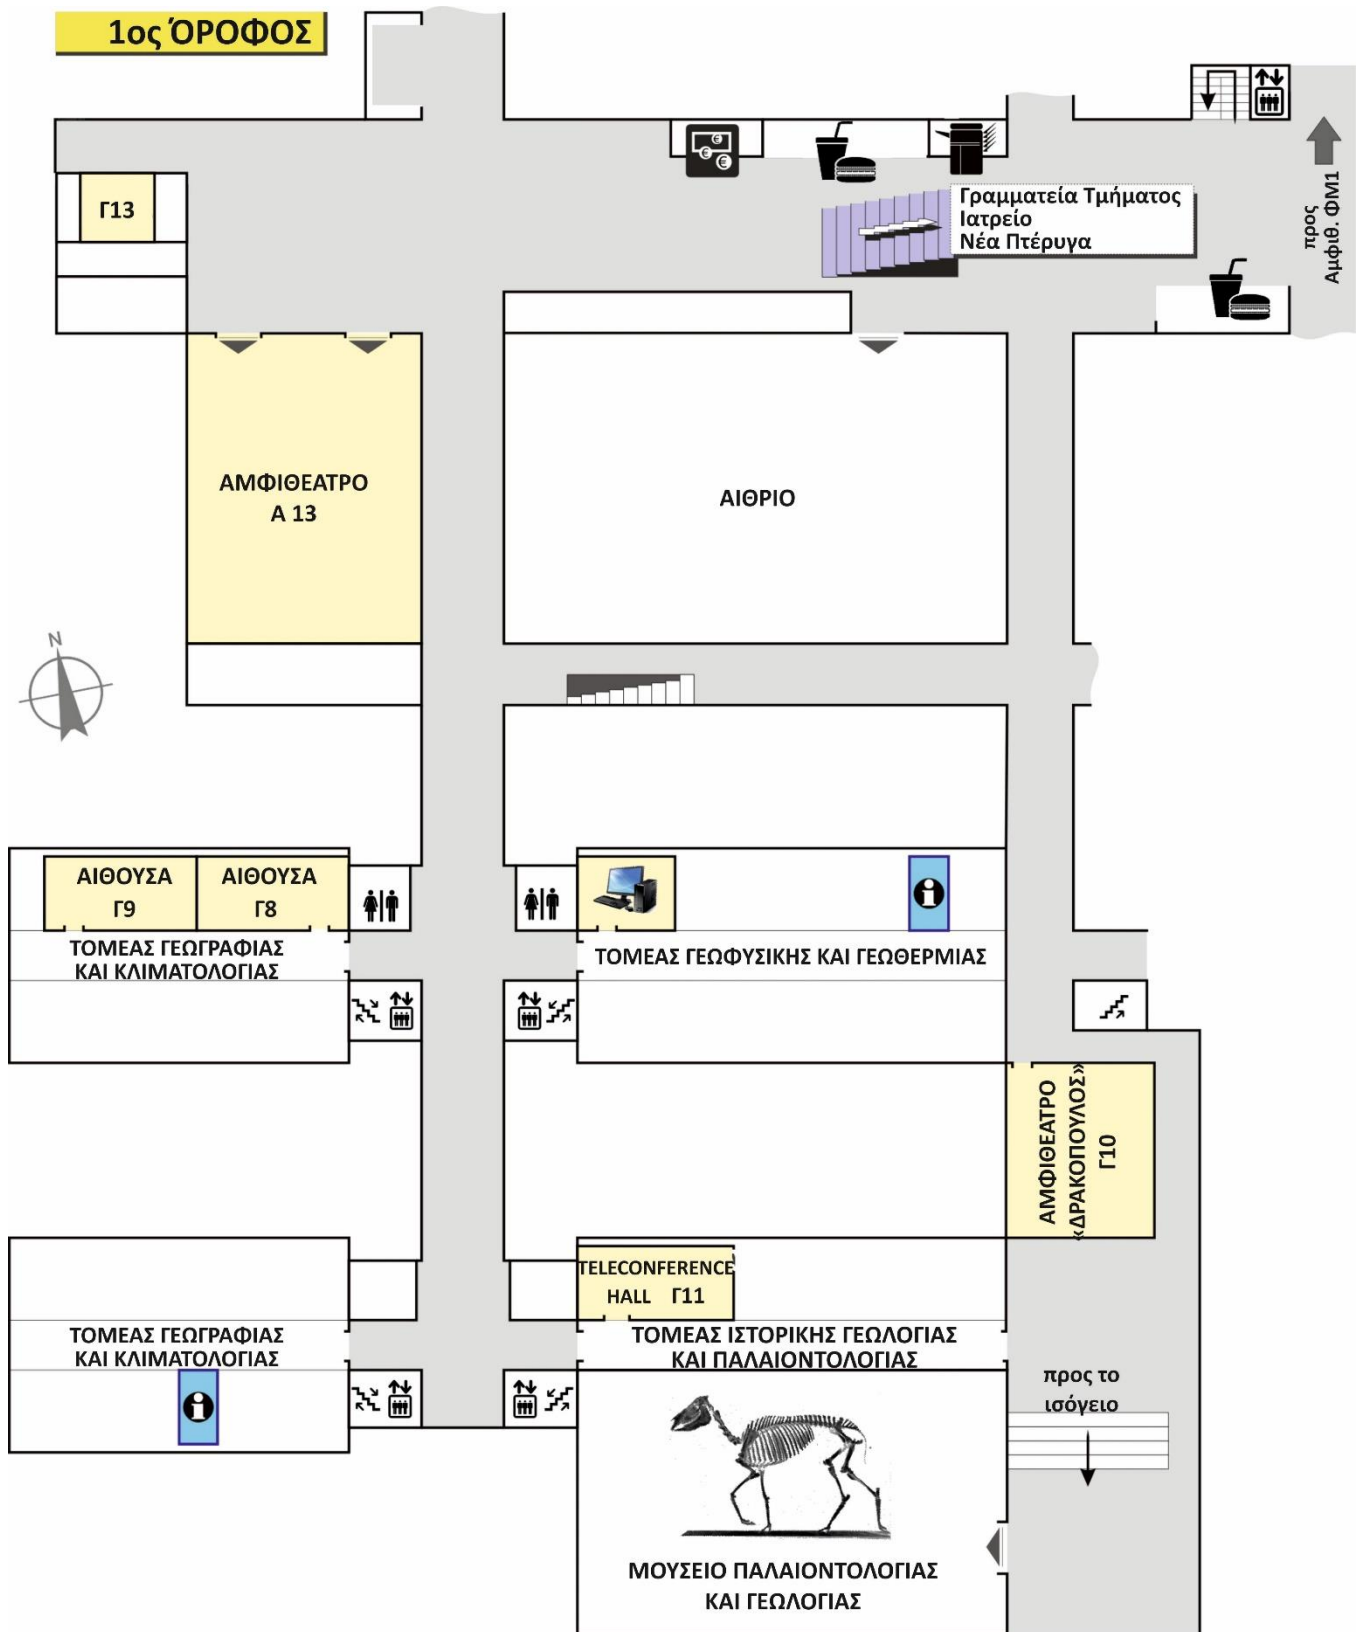 1ος ΌΡΟΦΟΣ
Γ13
Γραμματεία Τμήματος
Ιατρείο
Νέα Πτέρυγα
προς
Αμφιθ. ΦΜ1
ΑΜΦΙΘΕΑΤΡΟ
Α 13
ΑΙΘΡΙΟ
N
ΑΙΘΟΥΣΑ
Γ9
ΑΙΘΟΥΣΑ
Γ8
ΤΟΜΕΑΣ ΓΕΩΓΡΑΦΙΑΣ
ΚΑΙ ΚΛΙΜΑΤΟΛΟΓΙΑΣ
ΤΟΜΕΑΣ ΓΕΩΦΥΣΙΚΗΣ ΚΑΙ ΓΕΩΘΕΡΜΙΑΣ
ΑΜΦΙΘΕΑΤΡΟ
«ΔΡΑΚΟΠΟΥΛΟΣ»
Γ10
TELECONFERENCE
HALL Γ11
ΤΟΜΕΑΣ ΓΕΩΓΡΑΦΙΑΣ
ΚΑΙ ΚΛΙΜΑΤΟΛΟΓΙΑΣ
ΤΟΜΕΑΣ ΙΣΤΟΡΙΚΗΣ ΓΕΩΛΟΓΙΑΣ
ΚΑΙ ΠΑΛΑΙΟΝΤΟΛΟΓΙΑΣ
προς το
ισόγειο
ΜΟΥΣΕΙΟ ΠΑΛΑΙΟΝΤΟΛΟΓΙΑΣ
ΚΑΙ ΓΕΩΛΟΓΙΑΣ